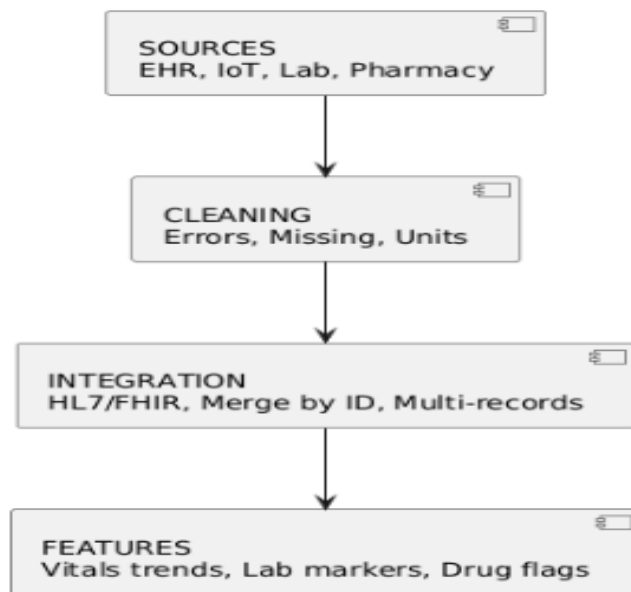 SOURCES
EHR, IoT, Lab, Pharmacy
CLEANING
Errors, Missing, Units
INTEGRATION
HL7/FHIR, Merge by ID, Multi-records
FEATURES
Vitals trends, Lab markers, Drug flags